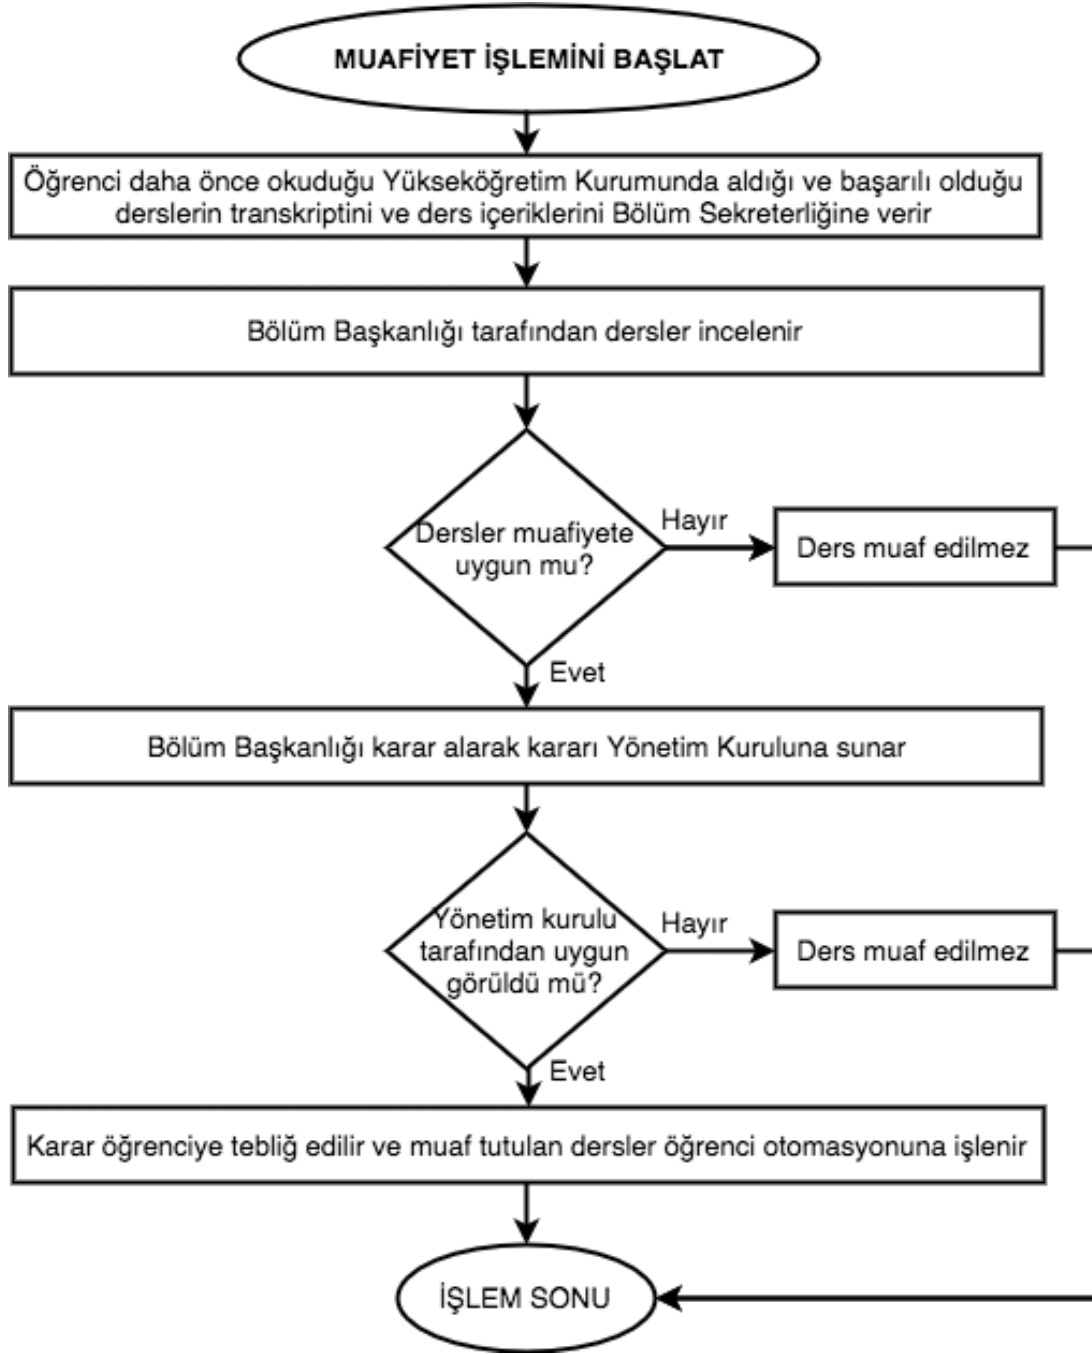 MUAFİYET İŞLEMİNİ BAŞLAT
Öğrenci daha önce okuduğu Yükseköğretim Kurumunda aldığı ve başarılı olduğu
derslerin transkriptini ve ders içeriklerini Bölüm Sekreterliğine verir
Bölüm Başkanlığı tarafından dersler incelenir
Dersler muafiyete
uygun mu?
Hayır
Ders muaf edilmez
Evet
Bölüm Başkanlığı karar alarak kararı Yönetim Kuruluna sunar
Yönetim kurulu
tarafından uygun
görüldü mü?
Hayır
Ders muaf edilmez
Evet
Karar öğrenciye tebliğ edilir ve muaf tutulan dersler öğrenci otomasyonuna işlenir
İŞLEM SONU